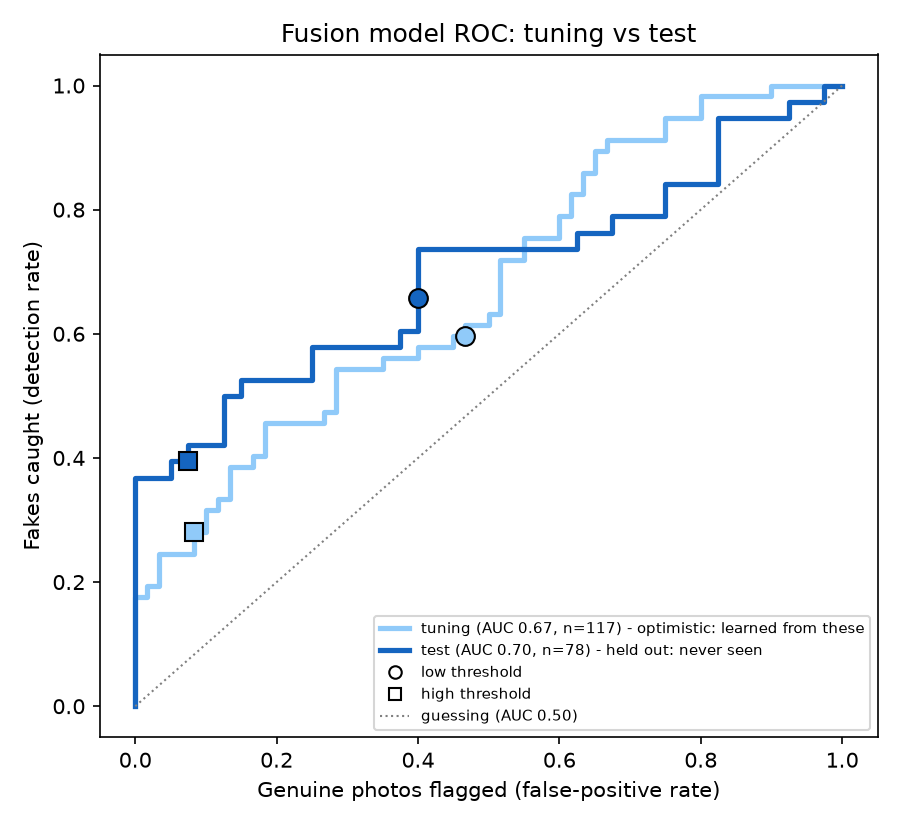 Fusion model ROC: tuning vs test
Fakes caught (detection rate)
1.0
0.8
0.6
0.4
0.2
0.0
tuning (AUC 0.67, n=117) - optimistic: learned from these
test (AUC 0.70, n=78) - held out: never seen
low threshold
high threshold
guessing (AUC 0.50)
0.0 0.2 0.4 0.6 0.8 1.0
Genuine photos flagged (false-positive rate)